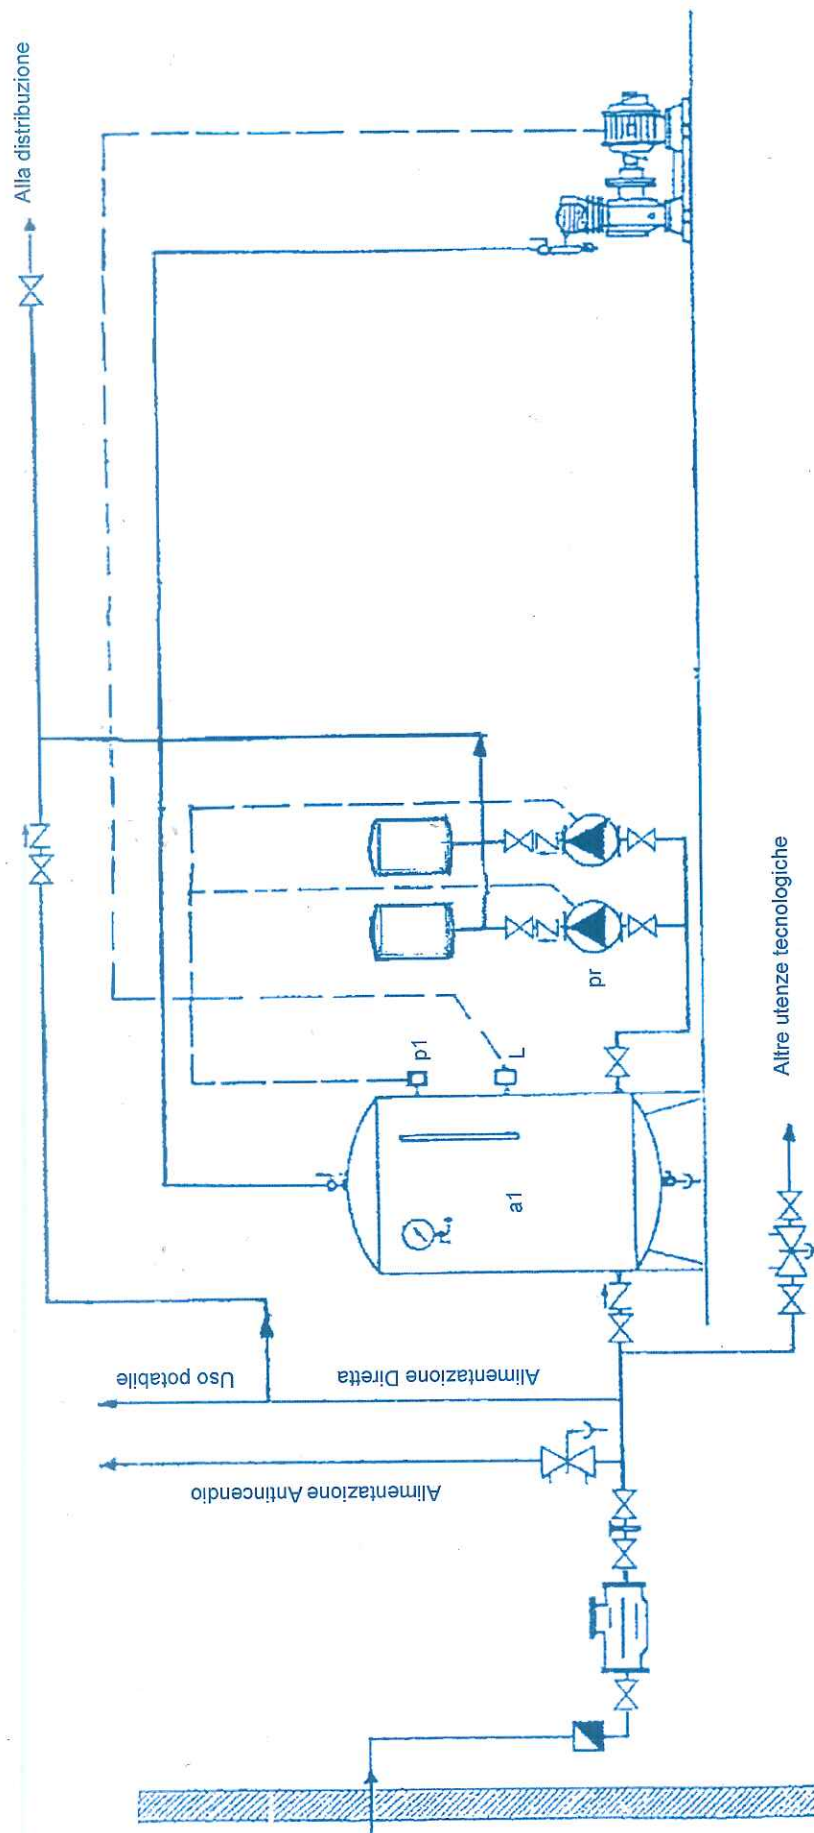 Alla distribuzione
Uso potabile
Alimentazione Diretta
Alimentazione Antincendio
p1
L
a1
pr
Altre utenze tecnologiche